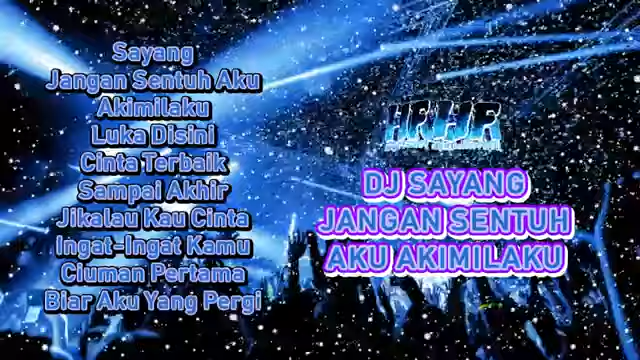 Sayang
Jangan Sentuh Aku
Akimilaku
Luka Disini
Cinta Terbaik
Sampai Akhir
Jikalau Kau Cinta
Ingat-Ingat Kamu
Ciuman Pertama
Biar Aku Yang Pergi
DJ SAYANG
JANGAN SENTUH
AKU AKIMILAKU